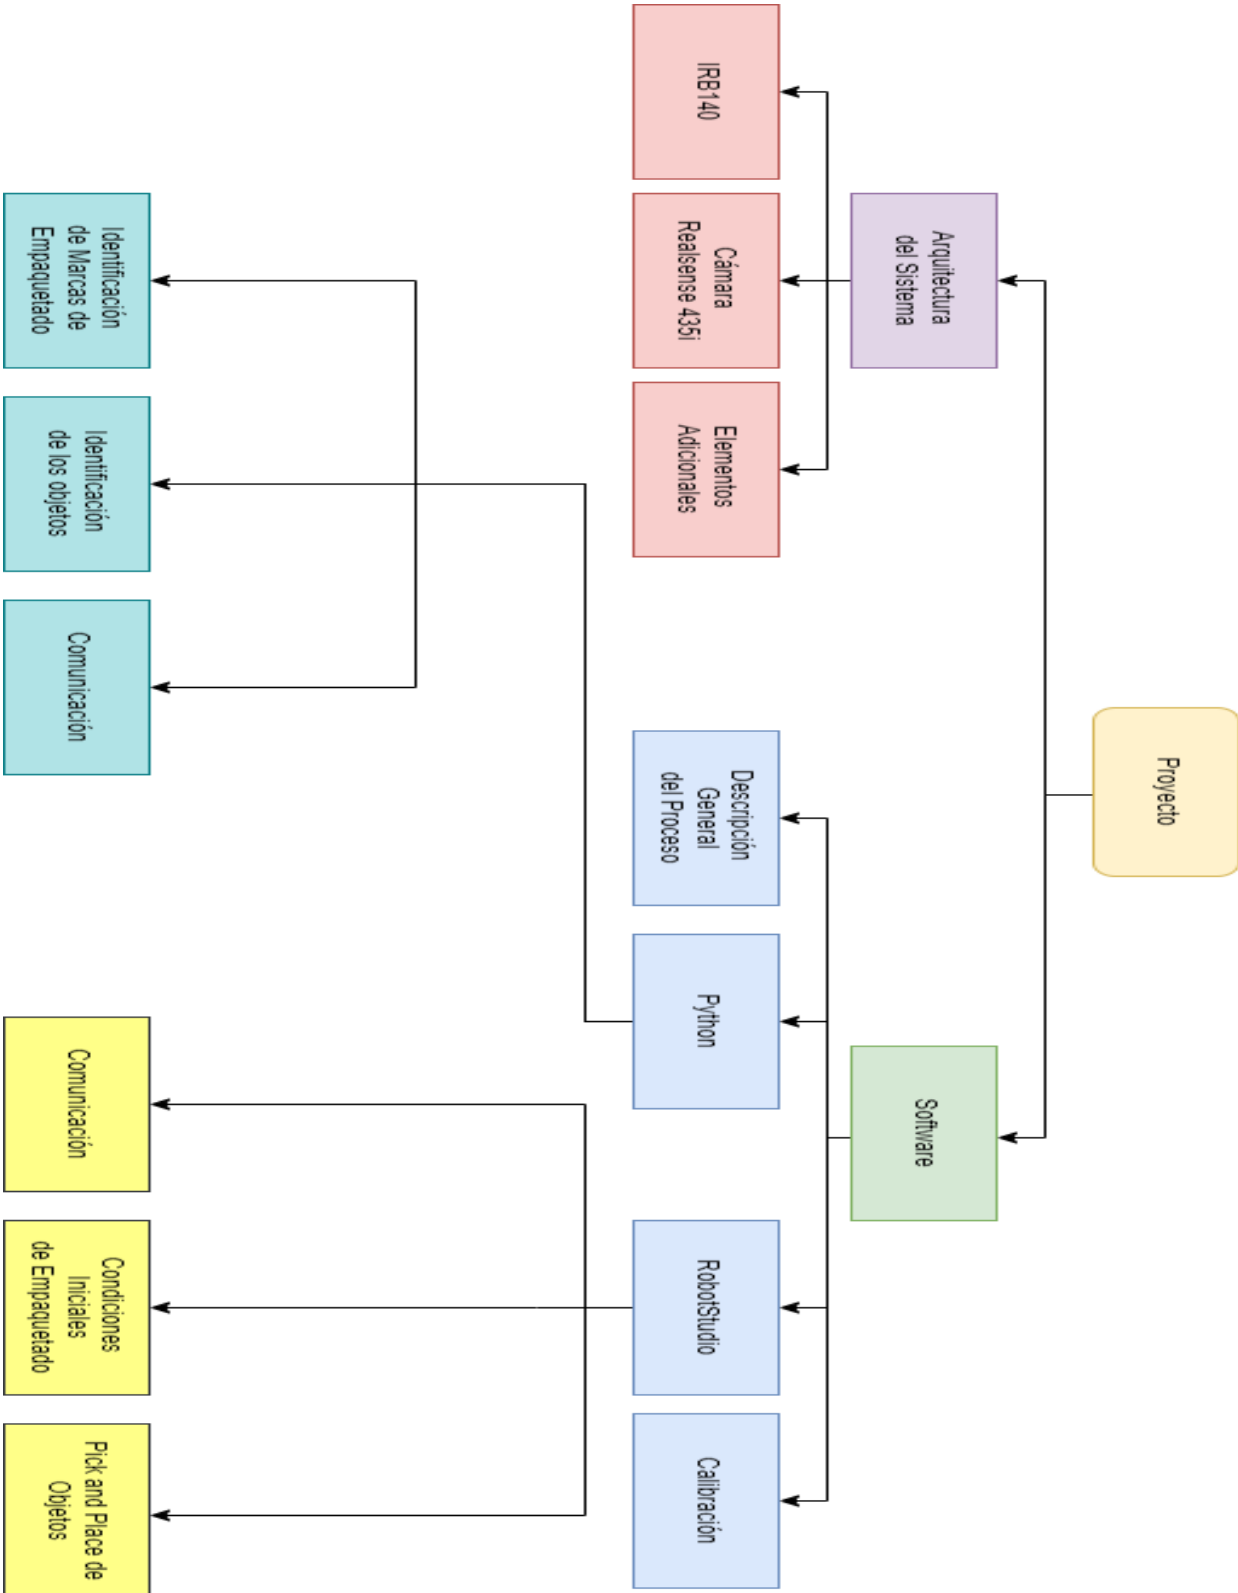 Proyecto
Arquitectura
del Sistema
Software
IRB140
Cámara
Realsense 435i
Elementos
Adicionales
Descripción
General
del Proceso
Python
RobotStudio
Calibración
Identificación
de Marcas de
Empaquetado
Identificación
de los objetos
Comunicación
Comunicación
Condiciones
Iniciales
de Empaquetado
Pick and Place de
Objetos